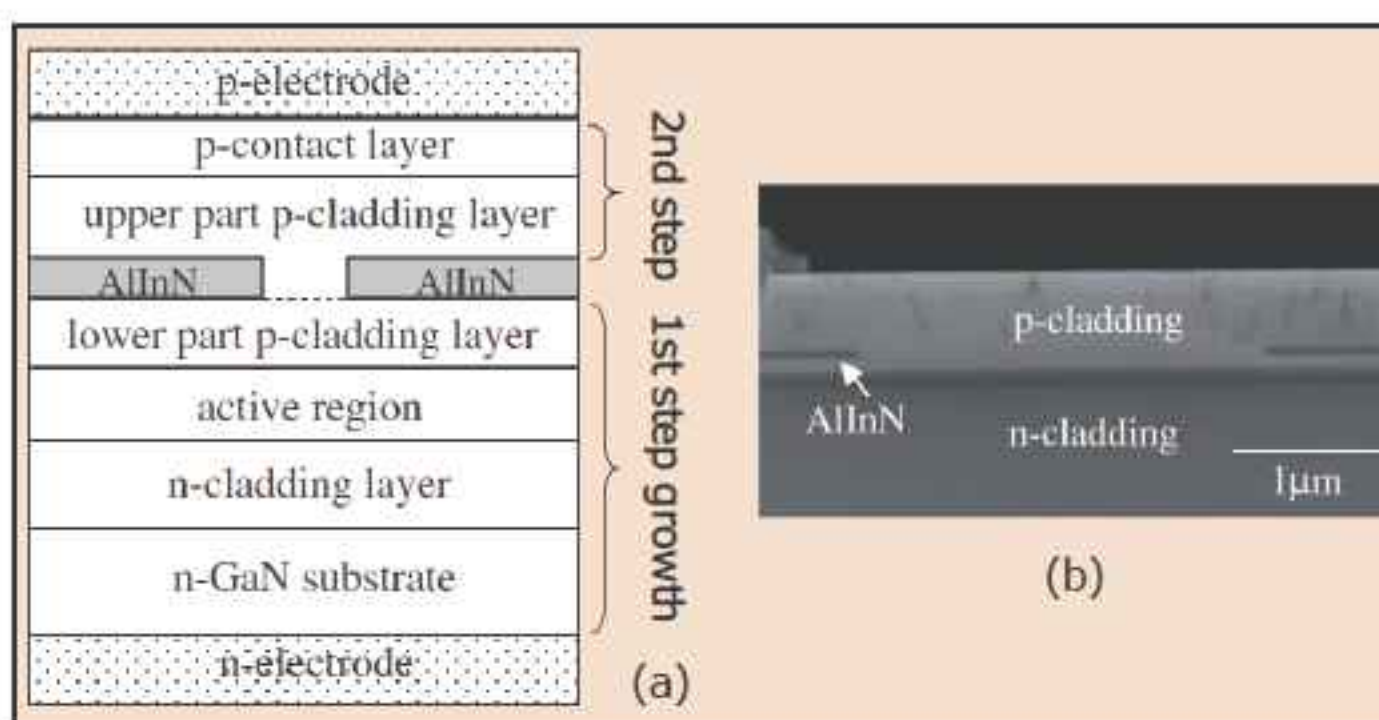 p-electrode
p-contact layer
upper part p-cladding layer
AlInN
AlInN
lower part p-cladding layer
active region
n-cladding layer
n-GaN substrate
n-electrode
2nd step
1st step growth
(a)
p-cladding
AlInN
n-cladding
1μm
(b)